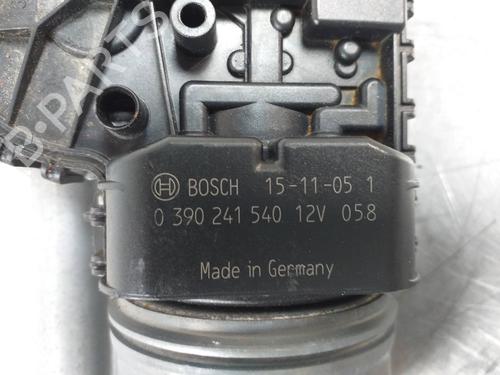 B-PARTS
BOSCH 15-11-05 1
0 390 241 540 12V 058
Made in Germany